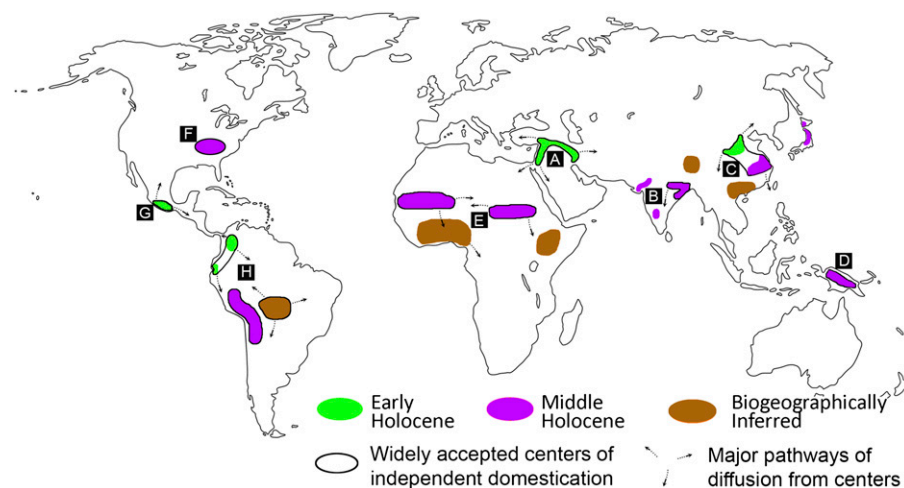 F
A
C
B
G
E
D
H
Early
Holocene
Middle
Holocene
Biogeographically
Inferred
Widely accepted centers of
independent domestication
Major pathways of
diffusion from centers